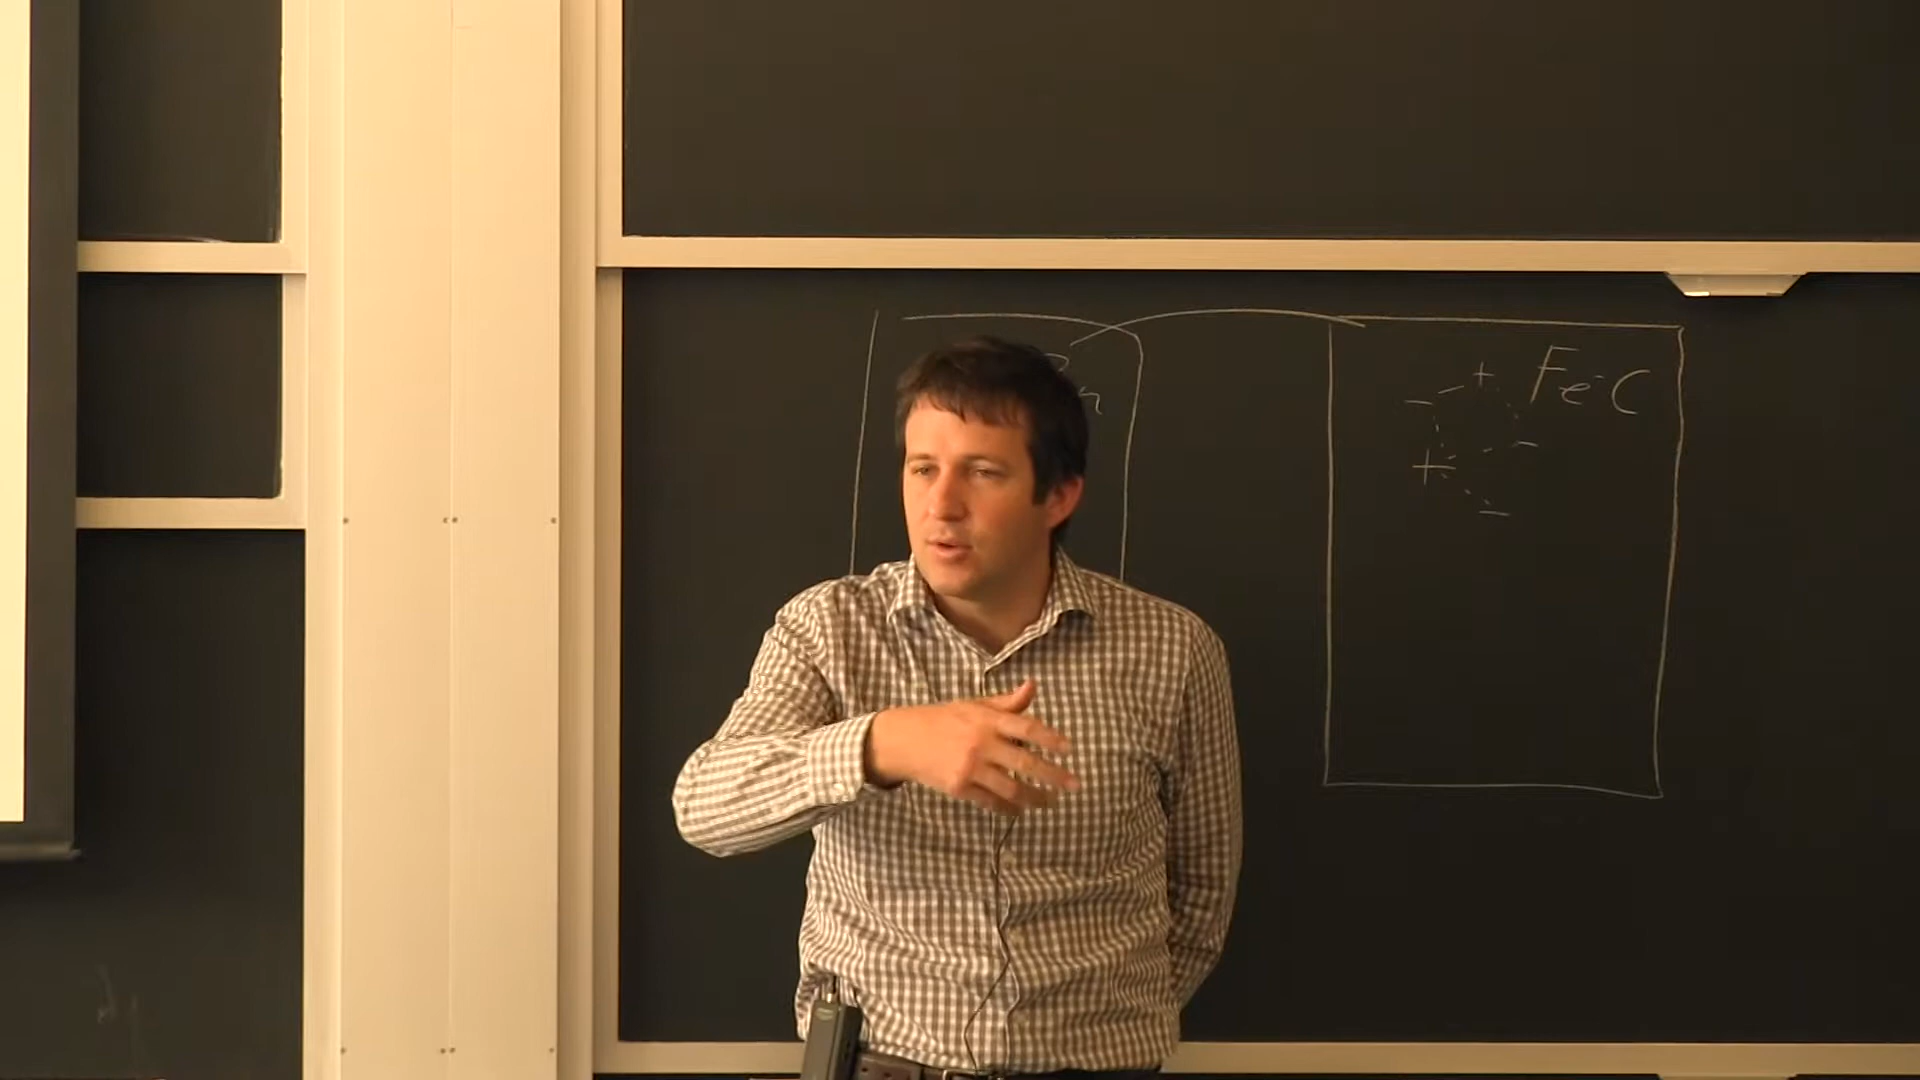 Fe-C
- +
-
+
-